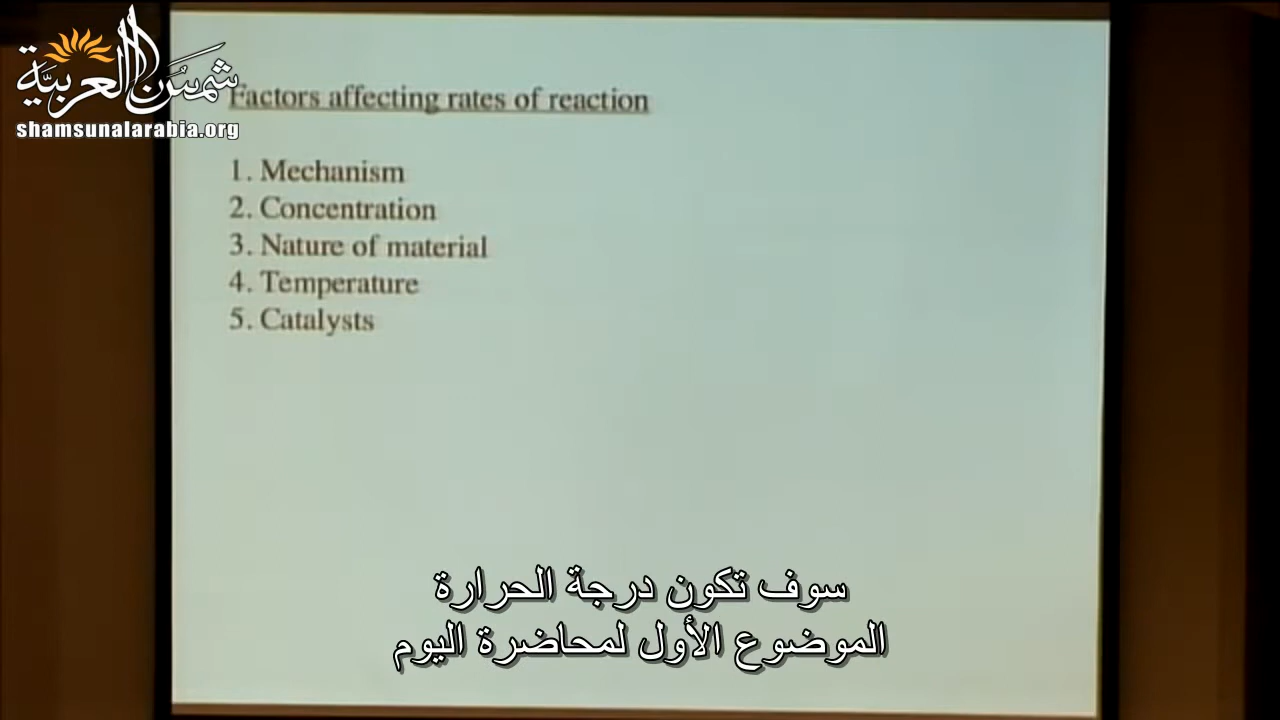 شمس العربية
shamsunalarabia.org
Factors affecting rates of reaction
1. Mechanism
2. Concentration
3. Nature of material
4. Temperature
5. Catalysts
سوف تكون درجة الحرارة
الموضوع الأول لمحاضرة اليوم